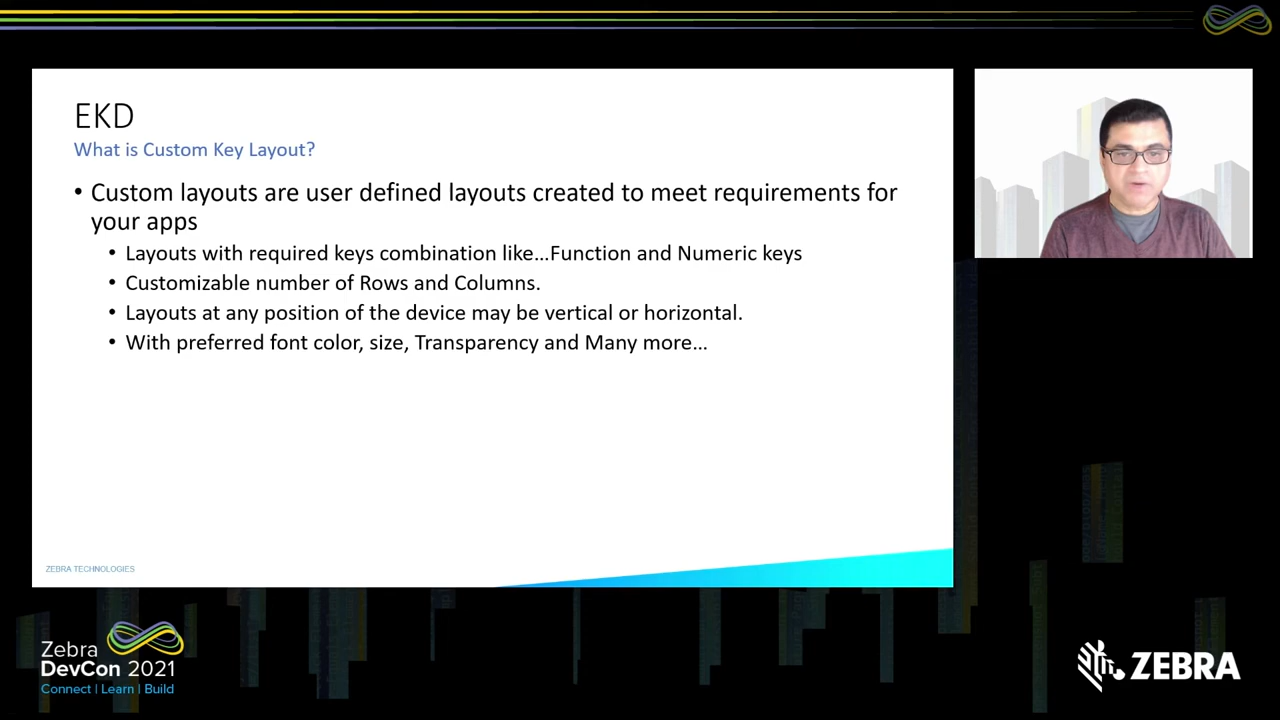 EKD
What is Custom Key Layout?
• Custom layouts are user defined layouts created to meet requirements for
your apps
• Layouts with required keys combination like...Function and Numeric keys
• Customizable number of Rows and Columns.
• Layouts at any position of the device may be vertical or horizontal.
• With preferred font color, size, Transparency and Many more...
ZEBRA TECHNOLOGIES
Zebra
DevCon 2021
Connect | Learn | Build
ZEBRA